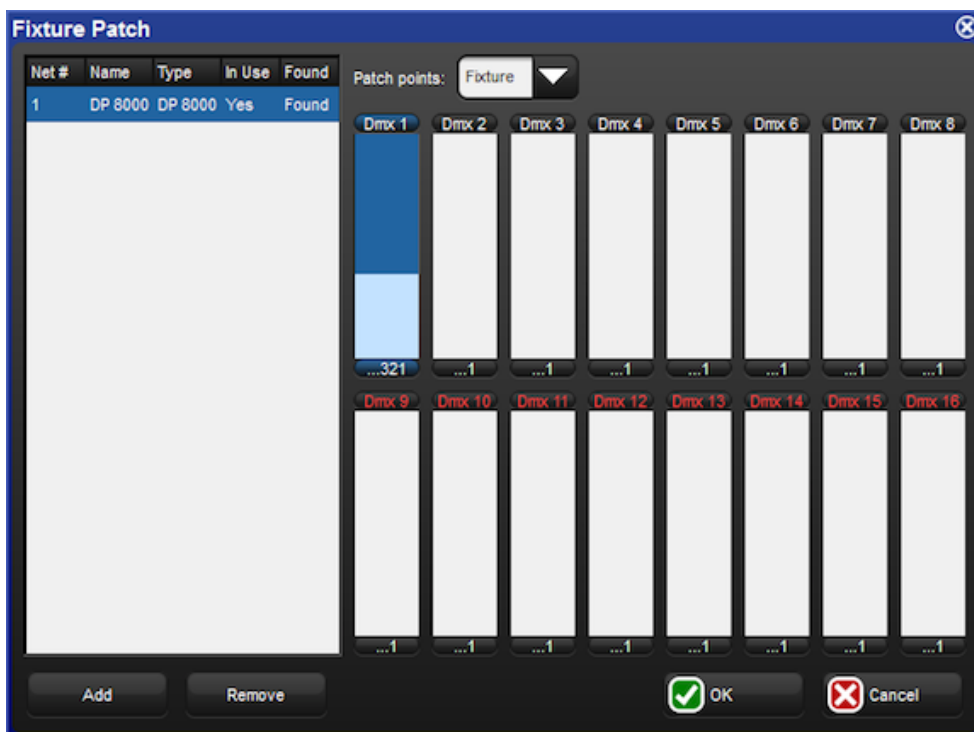 Fixture Patch
Net # Name Type In Use Found
1 DP 8000 DP 8000 Yes Found
Patch points: Fixture
Dmx 1 Dmx 2 Dmx 3 Dmx 4 Dmx 5 Dmx 6 Dmx 7 Dmx 8
...321 ...1 ...1 ...1 ...1 ...1 ...1 ...1
Dmx 9 Dmx 10 Dmx 11 Dmx 12 Dmx 13 Dmx 14 Dmx 15 Dmx 16
...1 ...1 ...1 ...1 ...1 ...1 ...1 ...1
Add Remove OK Cancel